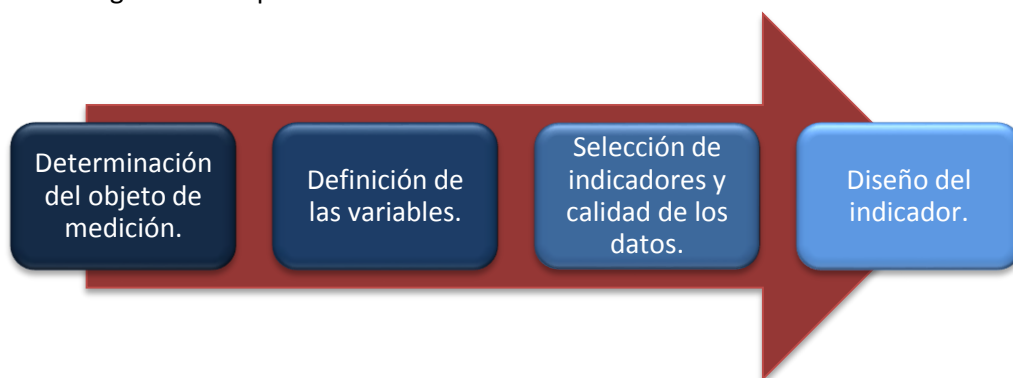 Determinación
del objeto de
medición.
Definición de
las variables.
Selección de
indicadores y
calidad de los
datos.
Diseño del
indicador.